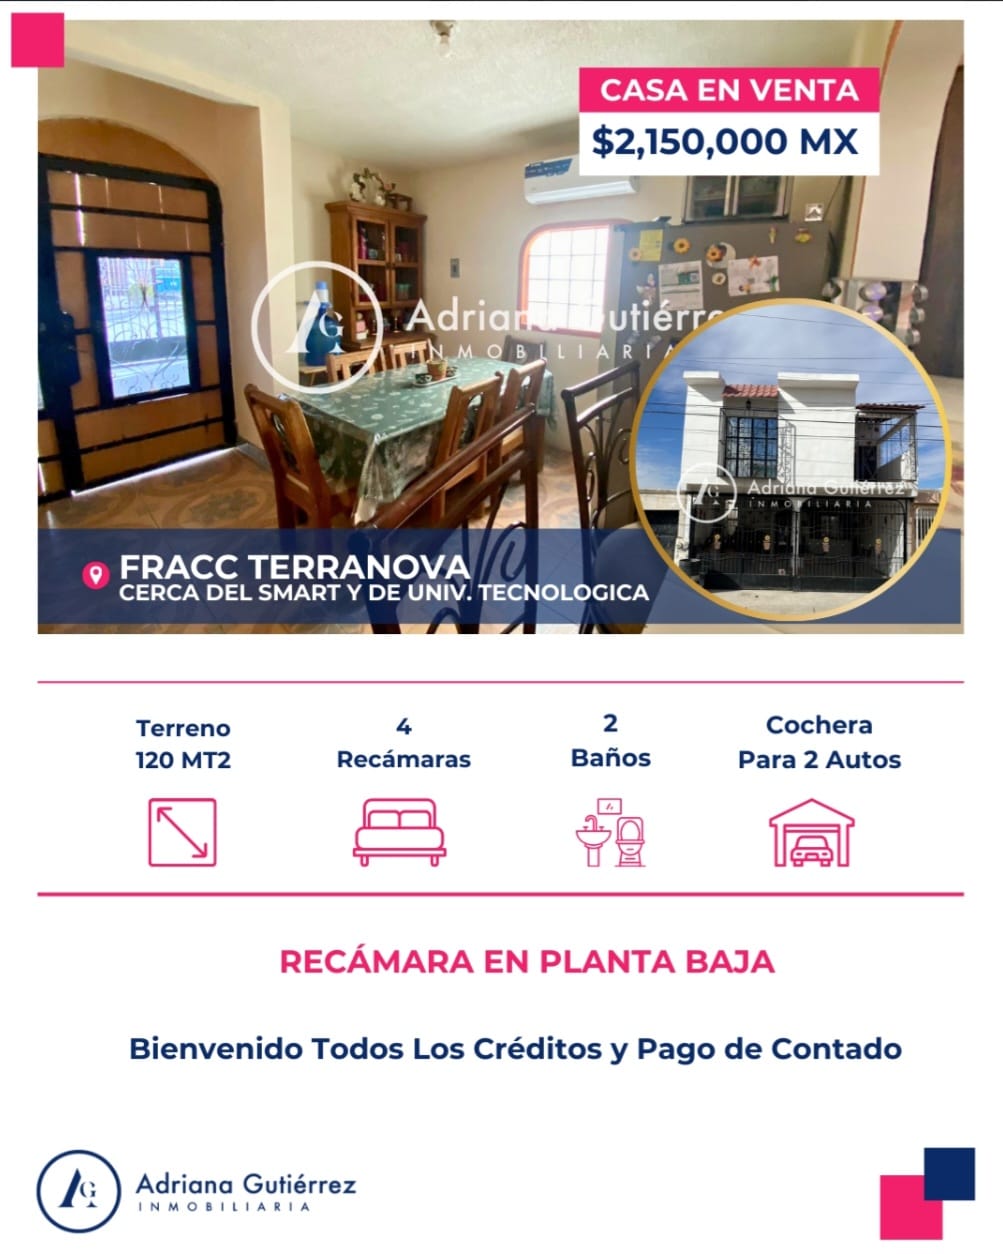 CASA EN VENTA
$2,150,000 MX
Adriana Gutiérre
INMOBILIARIA
AG
Adriana Gutiérrez
INMOBILIARIA
AG
FRACC TERRANOVA
CERCA DEL SMART Y DE UNIV. TECNOLOGICA
Terreno
120 MT2
4
Recámaras
2
Baños
Cochera
Para 2 Autos
RECÁMARA EN PLANTA BAJA
Bienvenido Todos Los Créditos y Pago de Contado
AG
Adriana Gutiérrez
INMOBILIARIA